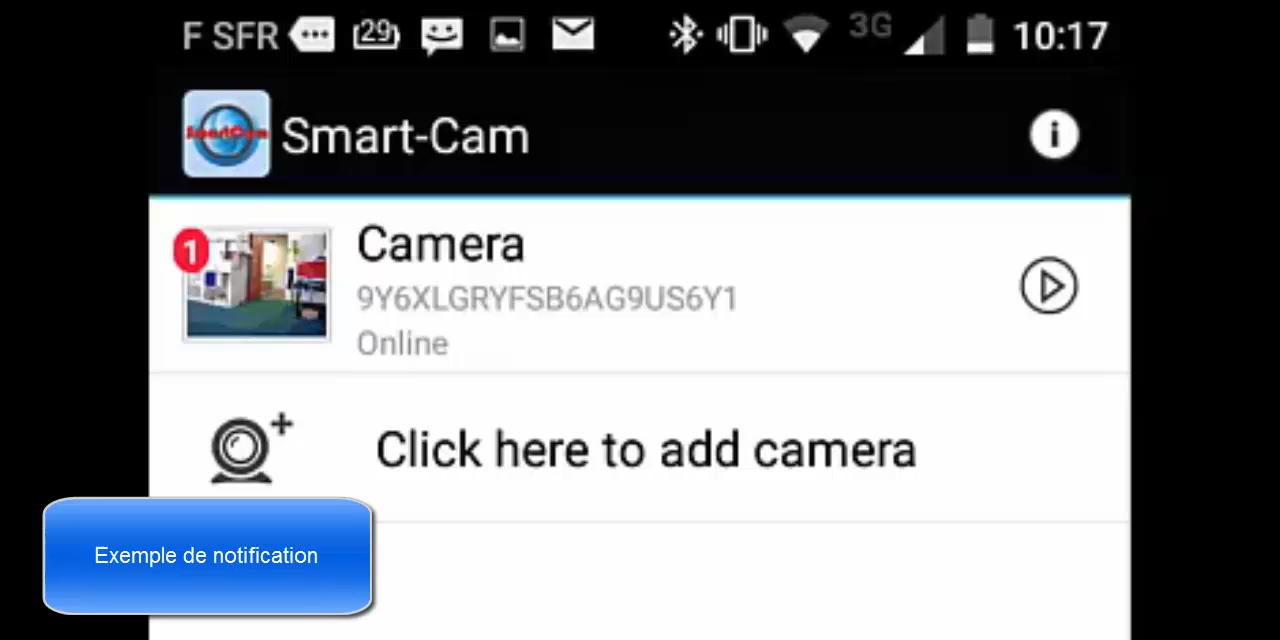 F SFR 29 3G 10:17
SmartCam
Smart-Cam
1
Camera
9Y6XLGRYFSB6AG9US6Y1
Online
Click here to add camera
Exemple de notification